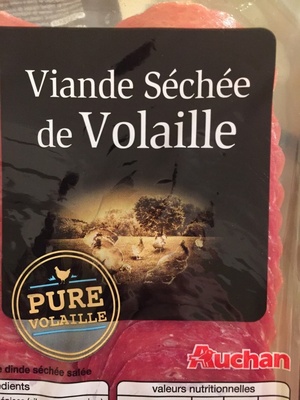 Viande Séchée
de Volaille
PURE
VOLAILLE
Auchan
dinde séchée salée
valeurs nutritionnelles